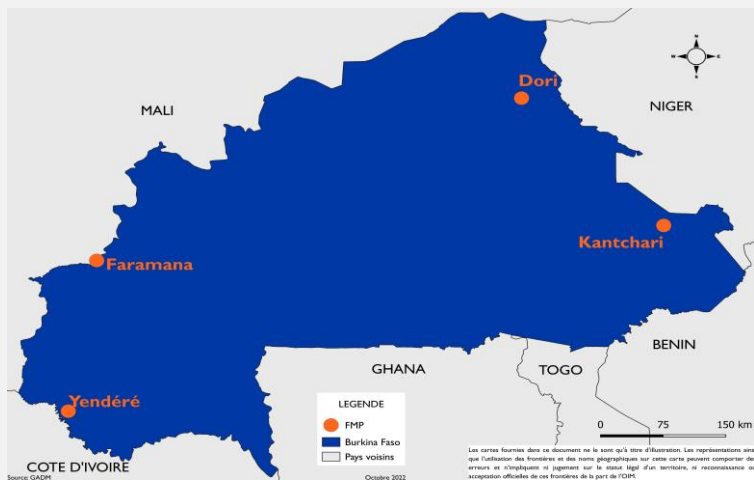 Dori
N
W E
S
MALI
NIGER
Kantchari
Faramana
BENIN
GHANA
TOGO
Yendéré
LEGENDE
FMP
Burkina Faso
Pays voisins
0 75 150 km
COTE D'IVOIRE
Source: GADM
Octobre 2022
Les cartes fournies dans ce document ne le sont qu'à titre d'illustration. Les représentations ains
que l'utilisation des frontières et des noms géographiques sur cette carte peuvent comporter de
erreurs et n'impliquent ni jugement sur le statut légal d'un territoire, ni reconnaissance o
acceptation officielles de ces frontières de la part de l'OIM.